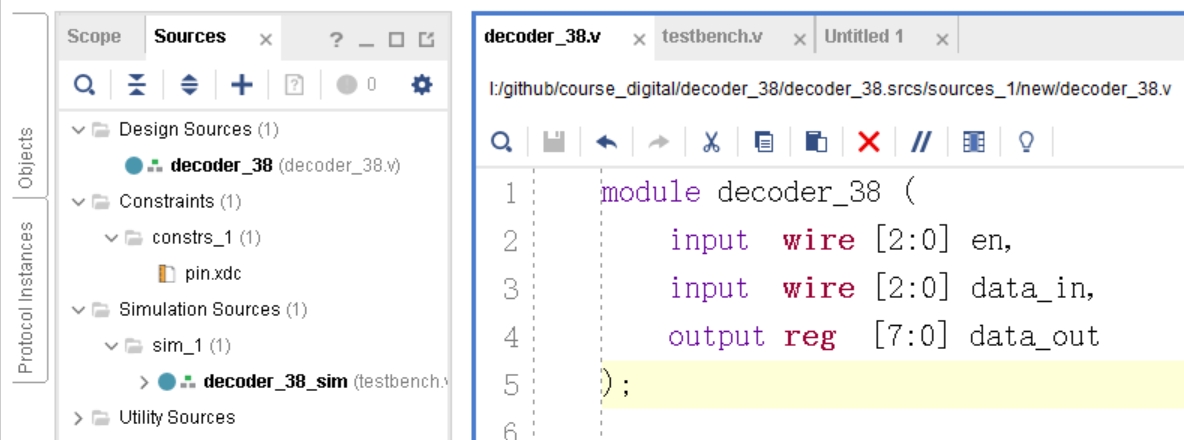 Objects
Protocol Instances
Scope
Sources
?
0
Design Sources (1)
decoder_38 (decoder_38.v)
Constraints (1)
constrs_1 (1)
pin.xdc
Simulation Sources (1)
sim_1 (1)
decoder_38_sim (testbench.v
Utility Sources
decoder_38.v
testbench.v
Untitled 1
I:/github/course_digital/decoder_38/decoder_38.srcs/sources_1/new/decoder_38.v
1 module decoder_38 (
2 input wire [2:0] en,
3 input wire [2:0] data_in,
4 output reg [7:0] data_out
5 );
6